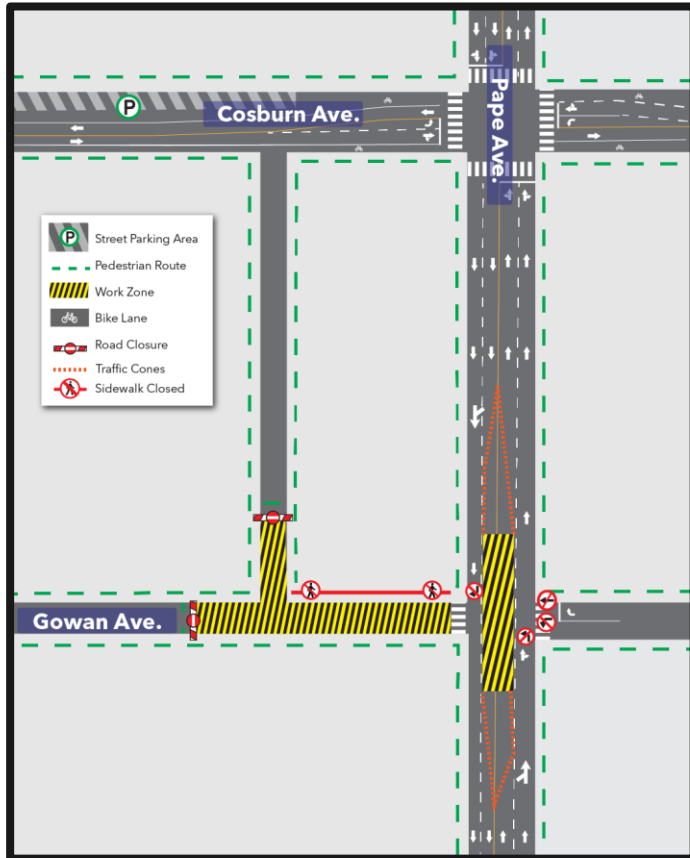 Cosburn Ave.
Pape Ave.
P
P
Street Parking Area
Pedestrian Route
Work Zone
Bike Lane
Road Closure
Traffic Cones
Sidewalk Closed
Gowan Ave.